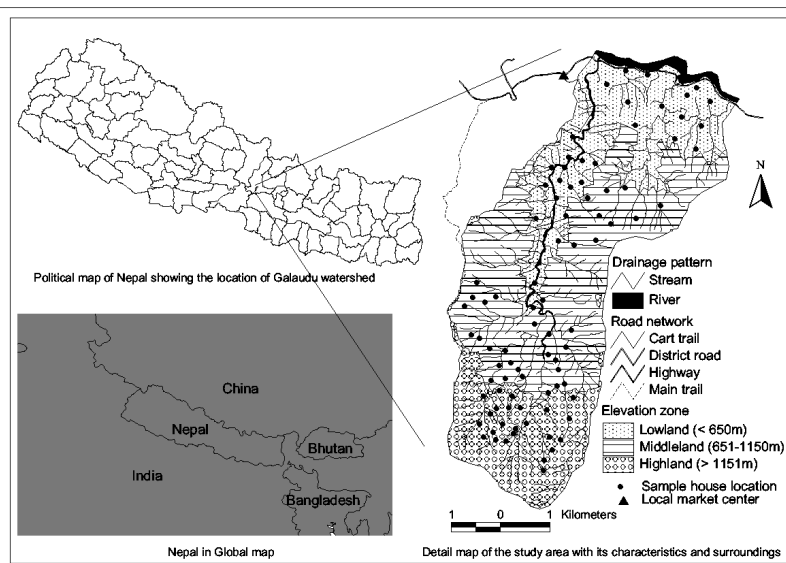 Political map of Nepal showing the location of Galaudu watershed
China
Nepal
Bhutan
India
Bangladesh
Nepal in Global map
N
Drainage pattern
Stream
River
Road network
Cart trail
District road
Highway
Main trail
Elevation zone
Lowland (< 650m)
Middleland (651-1150m)
Highland (> 1151m)
Sample house location
Local market center
1 0 1 Kilometers
Detail map of the study area with its characteristics and surroundings